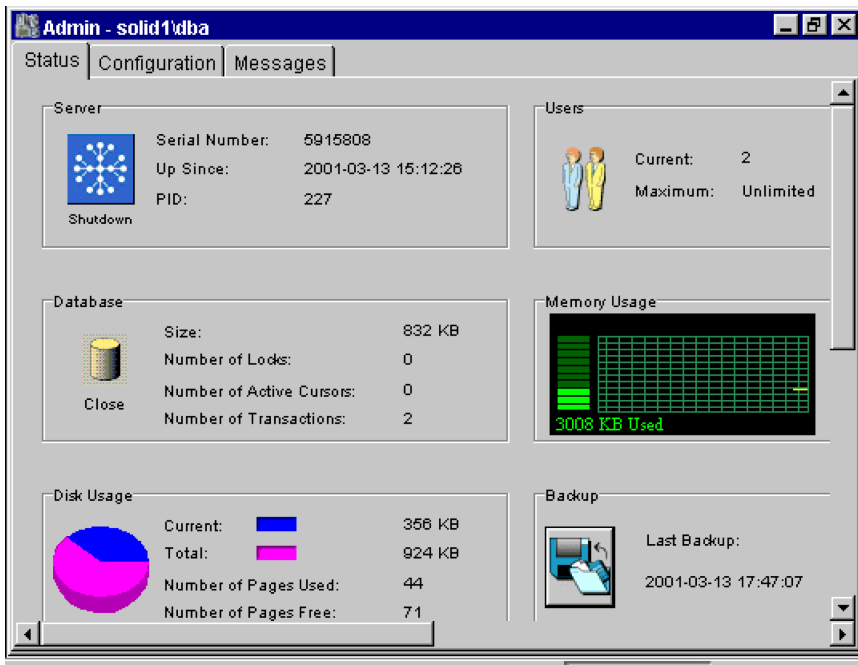 Admin - solid1\dba
Status Configuration Messages
Server
Serial Number: 5915808
Up Since: 2001-03-13 15:12:26
PID: 227
Shutdown
Users
Current: 2
Maximum: Unlimited
Database
Size: 832 KB
Number of Locks: 0
Number of Active Cursors: 0
Number of Transactions: 2
Close
Memory Usage
3008 KB Used
Disk Usage
Current: 356 KB
Total: 924 KB
Number of Pages Used: 44
Number of Pages Free: 71
Backup
Last Backup:
2001-03-13 17:47:07